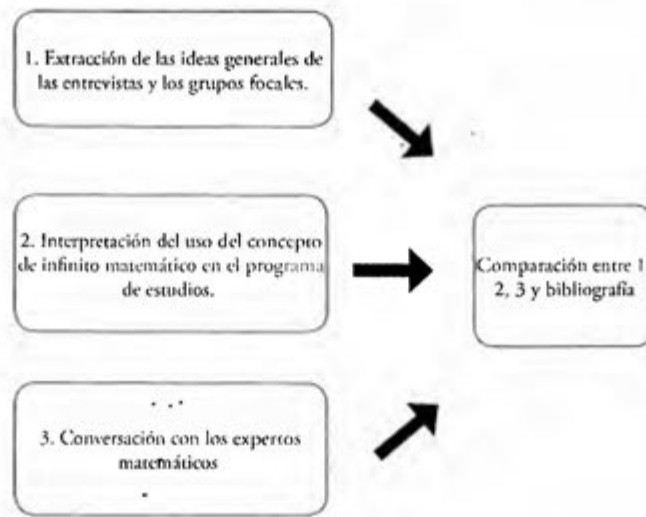 1. Extracción de las ideas generales de
las entrevistas y los grupos focales.
2. Interpretación del uso del concepto
de infinito matemático en el programa
de estudios.
3. Conversación con los expertos
matemáticos
Comparación entre 1
2, 3 y bibliografía